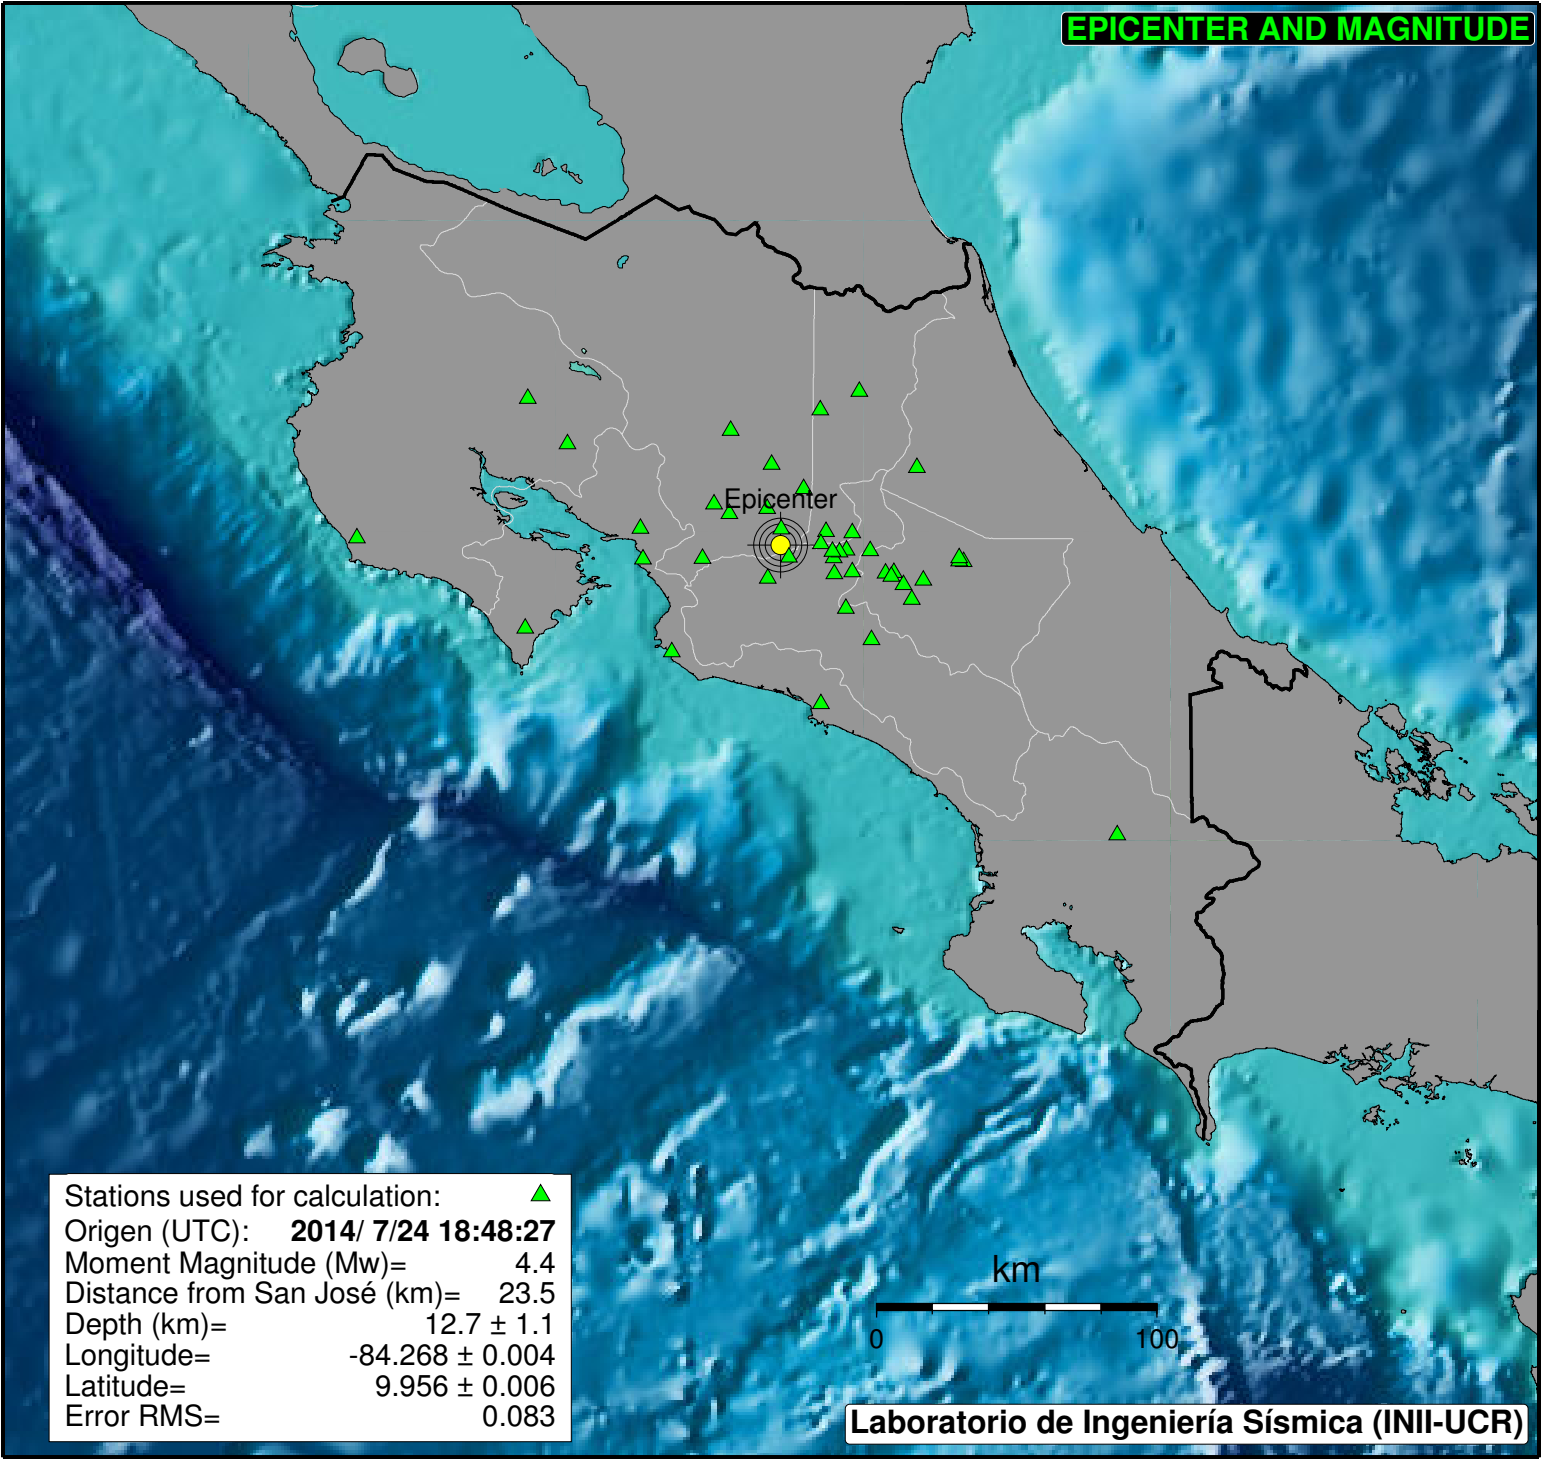 EPICENTER AND MAGNITUDE
Epicenter
Stations used for calculation:
Origen (UTC): 2014/ 7/24 18:48:27
Moment Magnitude (Mw)= 4.4
Distance from San José (km)= 23.5
Depth (km)= 12.7 ± 1.1
Longitude= -84.268 ± 0.004
Latitude= 9.956 ± 0.006
Error RMS= 0.083
km
0 100
Laboratorio de Ingeniería Sísmica (INII-UCR)